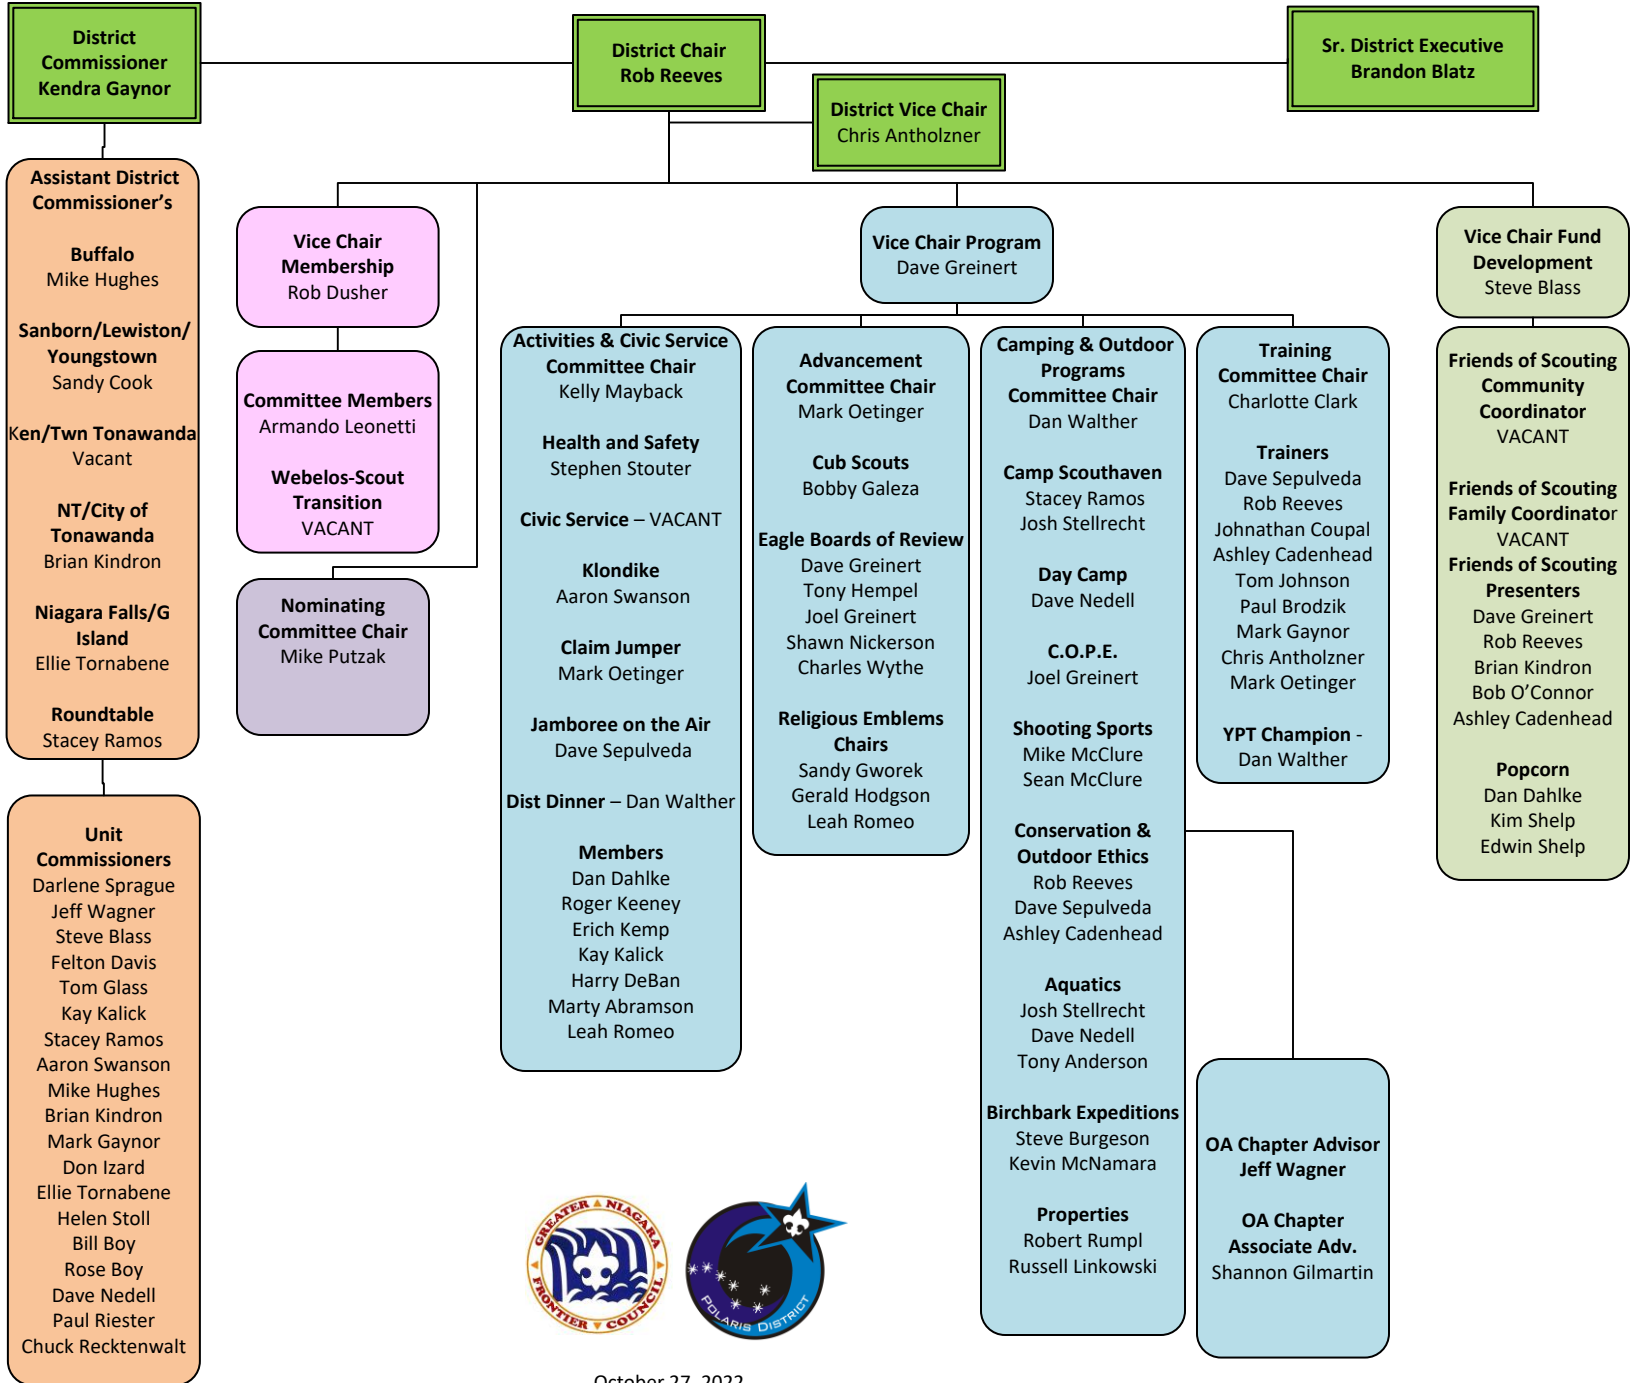 District
Commissioner
Kendra Gaynor
District Chair
Rob Reeves
Sr. District Executive
Brandon Blatz
District Vice Chair
Chris Antholzner
Assistant District
Commissioner’s
Buffalo
Mike Hughes
Sanborn/Lewiston/
Youngstown
Sandy Cook
Ken/Twn Tonawanda
Vacant
NT/City of
Tonawanda
Brian Kindron
Niagara Falls/G
Island
Ellie Tornabene
Roundtable
Stacey Ramos
Unit
Commissioners
Darlene Sprague
Jeff Wagner
Steve Blass
Felton Davis
Tom Glass
Kay Kalick
Stacey Ramos
Aaron Swanson
Mike Hughes
Brian Kindron
Mark Gaynor
Don Izard
Ellie Tornabene
Helen Stoll
Bill Boy
Rose Boy
Dave Nedell
Paul Riester
Chuck Recktenwalt
Vice Chair
Membership
Rob Dusher
Committee Members
Armando Leonetti
Webelos-Scout
Transition
VACANT
Nominating
Committee Chair
Mike Putzak
Vice Chair Program
Dave Greinert
Activities & Civic Service
Committee Chair
Kelly Mayback
Health and Safety
Stephen Stouter
Civic Service – VACANT
Klondike
Aaron Swanson
Claim Jumper
Mark Oetinger
Jamboree on the Air
Dave Sepulveda
Dist Dinner – Dan Walther
Members
Dan Dahlke
Roger Keeney
Erich Kemp
Kay Kalick
Harry DeBan
Marty Abramson
Leah Romeo
Advancement
Committee Chair
Mark Oetinger
Cub Scouts
Bobby Galeza
Eagle Boards of Review
Dave Greinert
Tony Hempel
Joel Greinert
Shawn Nickerson
Charles Wythe
Religious Emblems
Chairs
Sandy Gworek
Gerald Hodgson
Leah Romeo
Camping & Outdoor
Programs
Committee Chair
Dan Walther
Camp Scouthaven
Stacey Ramos
Josh Stellrecht
Day Camp
Dave Nedell
C.O.P.E.
Joel Greinert
Shooting Sports
Mike McClure
Sean McClure
Conservation &
Outdoor Ethics
Rob Reeves
Dave Sepulveda
Ashley Cadenhead
Aquatics
Josh Stellrecht
Dave Nedell
Tony Anderson
Birchbark Expeditions
Steve Burgeson
Kevin McNamara
Properties
Robert Rumpl
Russell Linkowski
Training
Committee Chair
Charlotte Clark
Trainers
Dave Sepulveda
Rob Reeves
Johnathan Coupal
Ashley Cadenhead
Tom Johnson
Paul Brodzik
Mark Gaynor
Chris Antholzner
Mark Oetinger
YPT Champion -
Dan Walther
OA Chapter Advisor
Jeff Wagner
OA Chapter
Associate Adv.
Shannon Gilmartin
Vice Chair Fund
Development
Steve Blass
Friends of Scouting
Community
Coordinator
VACANT
Friends of Scouting
Family Coordinator
VACANT
Friends of Scouting
Presenters
Dave Greinert
Rob Reeves
Brian Kindron
Bob O’Connor
Ashley Cadenhead
Popcorn
Dan Dahlke
Kim Shelp
Edwin Shelp
GREATER NIAGARA
FRONTIER COUNCIL
POLARIS DISTRICT
October 27, 2022